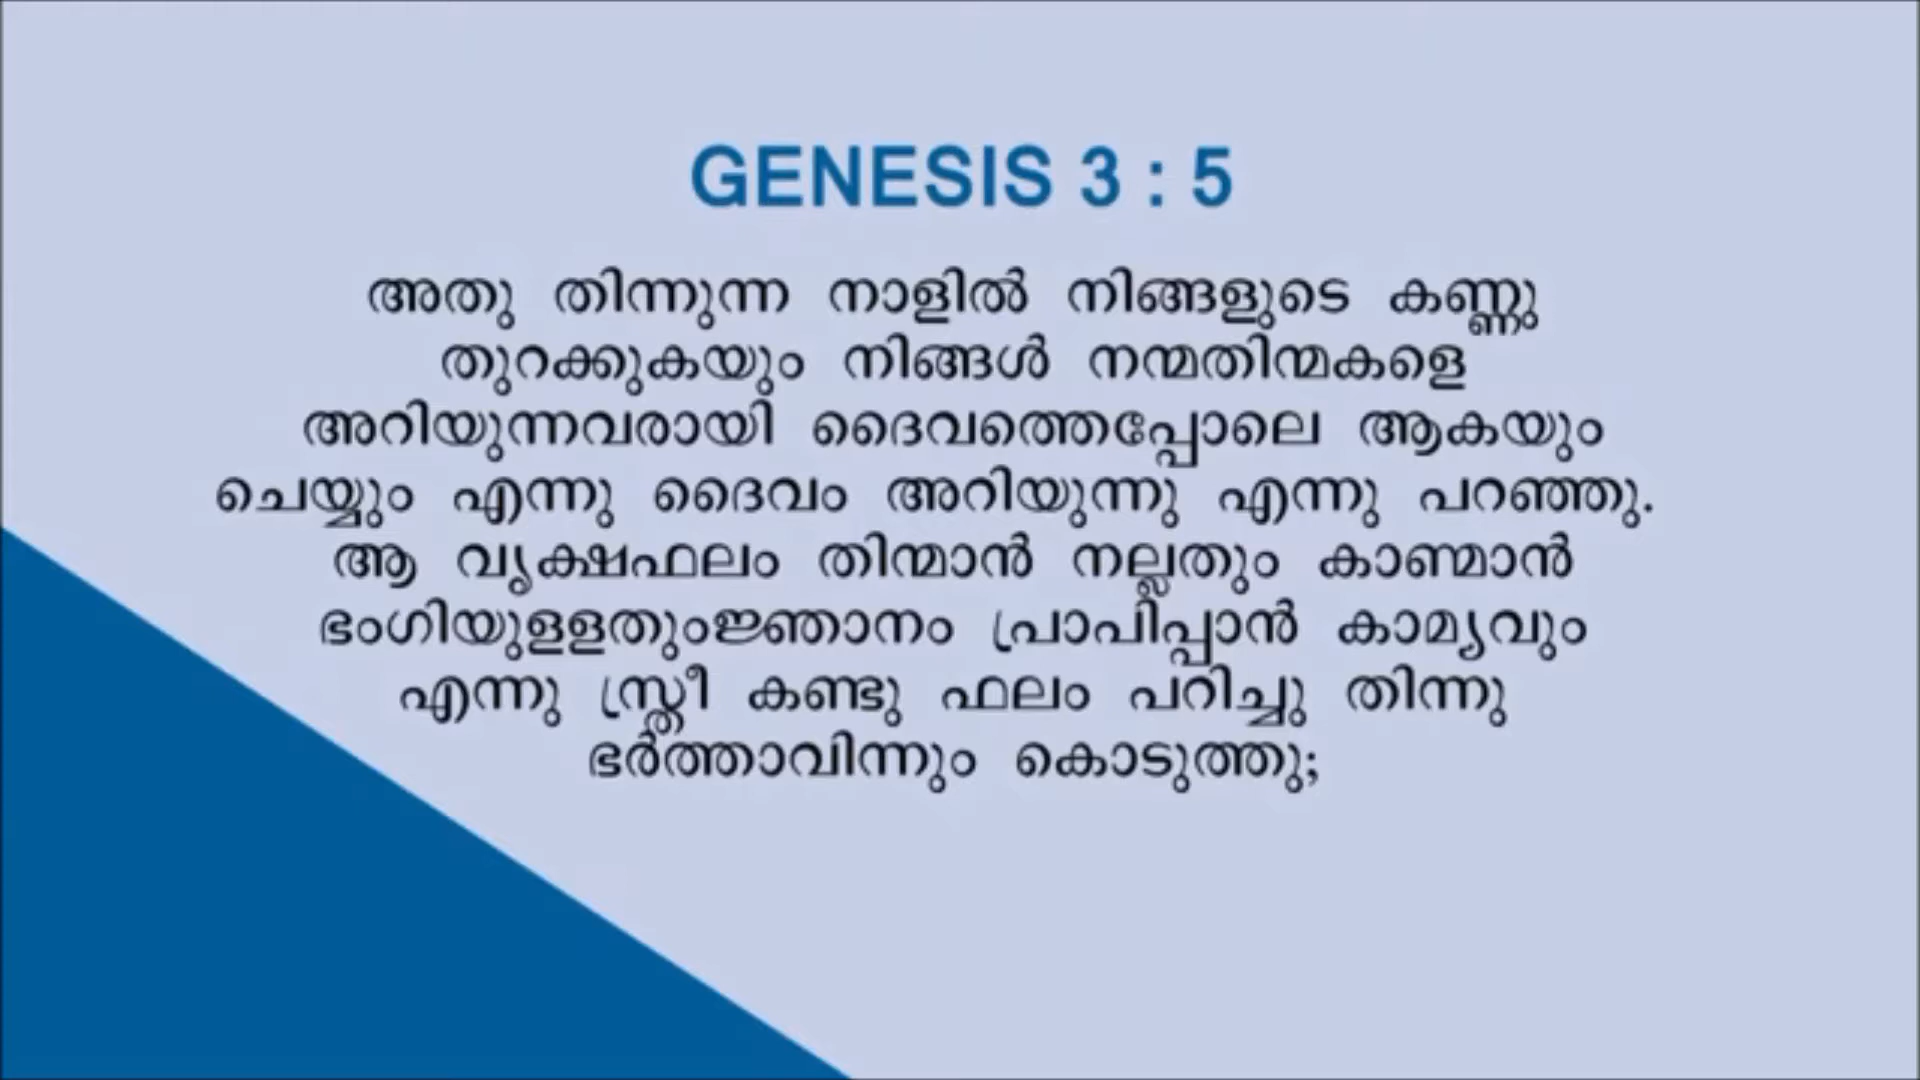 GENESIS 3 : 5
അതു തിന്നുന്ന നാളിൽ നിങ്ങളുടെ കണ്ണു
തുറക്കുകയും നിങ്ങൾ നന്മതിന്മകളെ
അറിയുന്നവരായി ദൈവത്തെപ്പോലെ ആകയും
ചെയ്യും എന്നു ദൈവം അറിയുന്നു എന്നു പറഞ്ഞു.
ആ വൃക്ഷഫലം തിന്മാൻ നല്ലതും കാണ്മാൻ
ഭംഗിയുളളതുംജ്ഞാനം പ്രാപിപ്പാൻ കാമ്യവും
എന്നു സ്ത്രീ കണ്ടു ഫലം പറിച്ചു തിന്നു
ഭർത്താവിന്നും കൊടുത്തു;